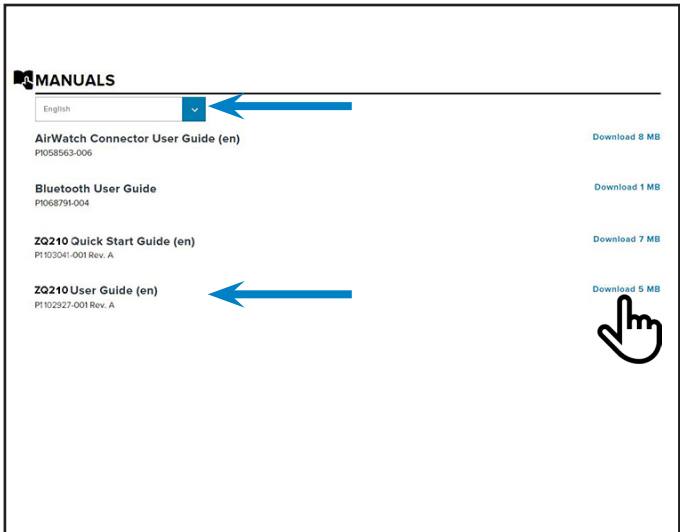 MANUALS
English
AirWatch Connector User Guide (en) Download 8 MB
P1058563-006
Bluetooth User Guide Download 1 MB
P1068791-004
ZQ210 Quick Start Guide (en) Download 7 MB
P1103041-001 Rev. A
ZQ210 User Guide (en) Download 5 MB
P1102927-001 Rev. A